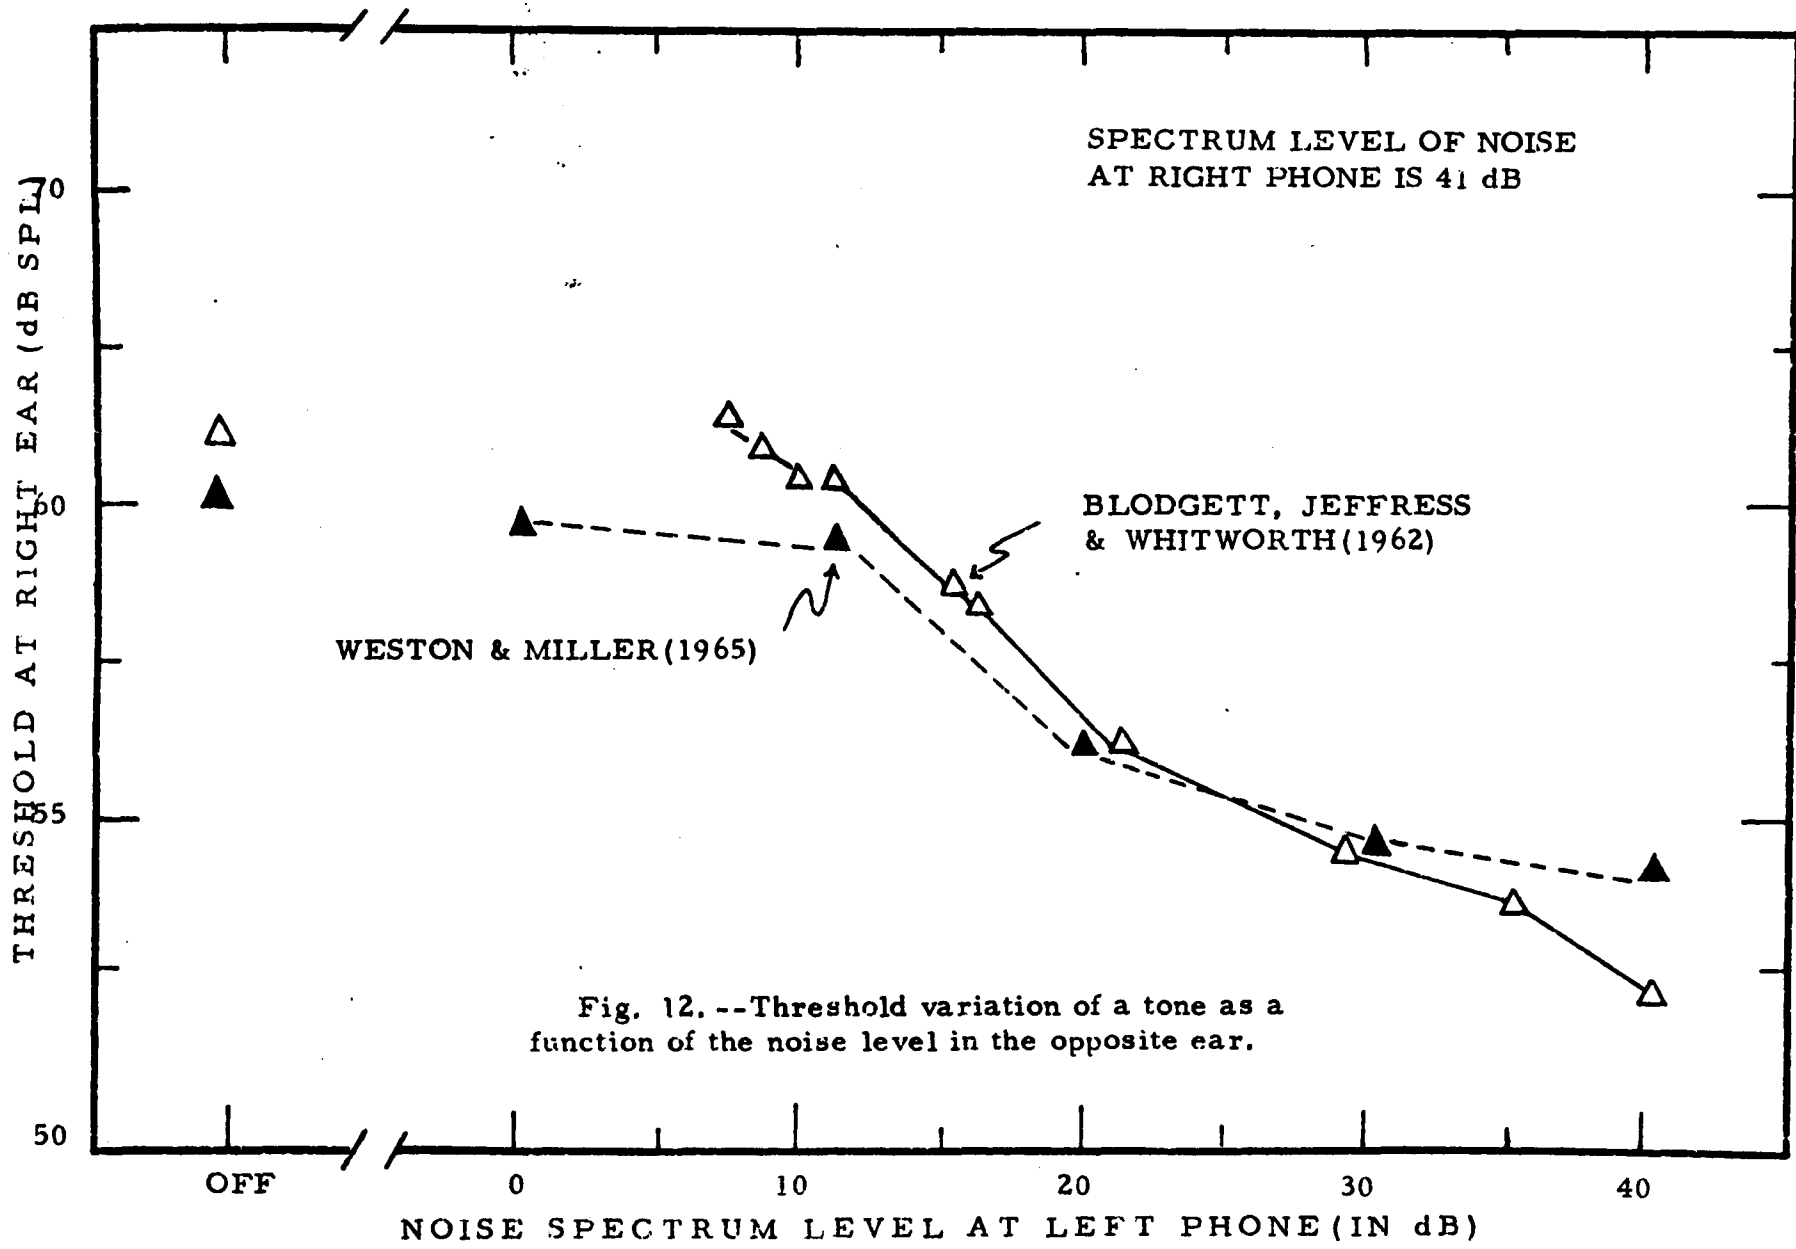 SPECTRUM LEVEL OF NOISE
AT RIGHT PHONE IS 41 dB
THRESHOLD AT RIGHT EAR (dB SPL)
70
60
55
50
BLODGETT, JEFFRESS
& WHITWORTH (1962)
WESTON & MILLER (1965)
Fig. 12. --Threshold variation of a tone as a
function of the noise level in the opposite ear.
OFF 0 10 20 30 40
NOISE SPECTRUM LEVEL AT LEFT PHONE (IN dB)